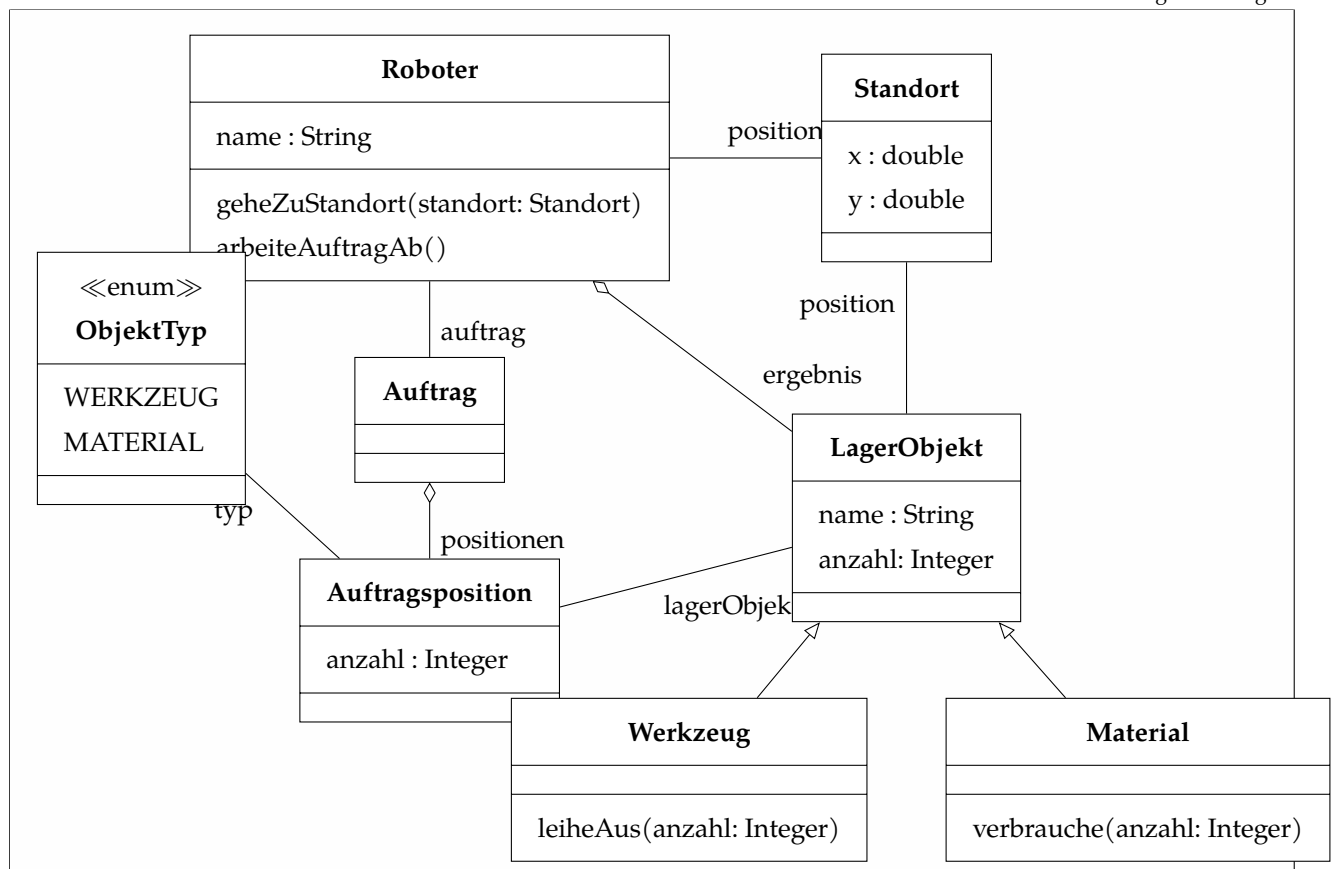 Roboter
name : String
geheZuStandort(standort: Standort)
arbeiteAuftragAb()
Standort
x : double
y : double
position
≪enum≫
ObjektTyp
WERKZEUG
MATERIAL
auftrag
position
Auftrag
ergebnis
LagerObjekt
name : String
anzahl: Integer
typ
positionen
Auftragsposition
anzahl : Integer
lagerObjek
Werkzeug
leiheAus(anzahl: Integer)
Material
verbrauche(anzahl: Integer)